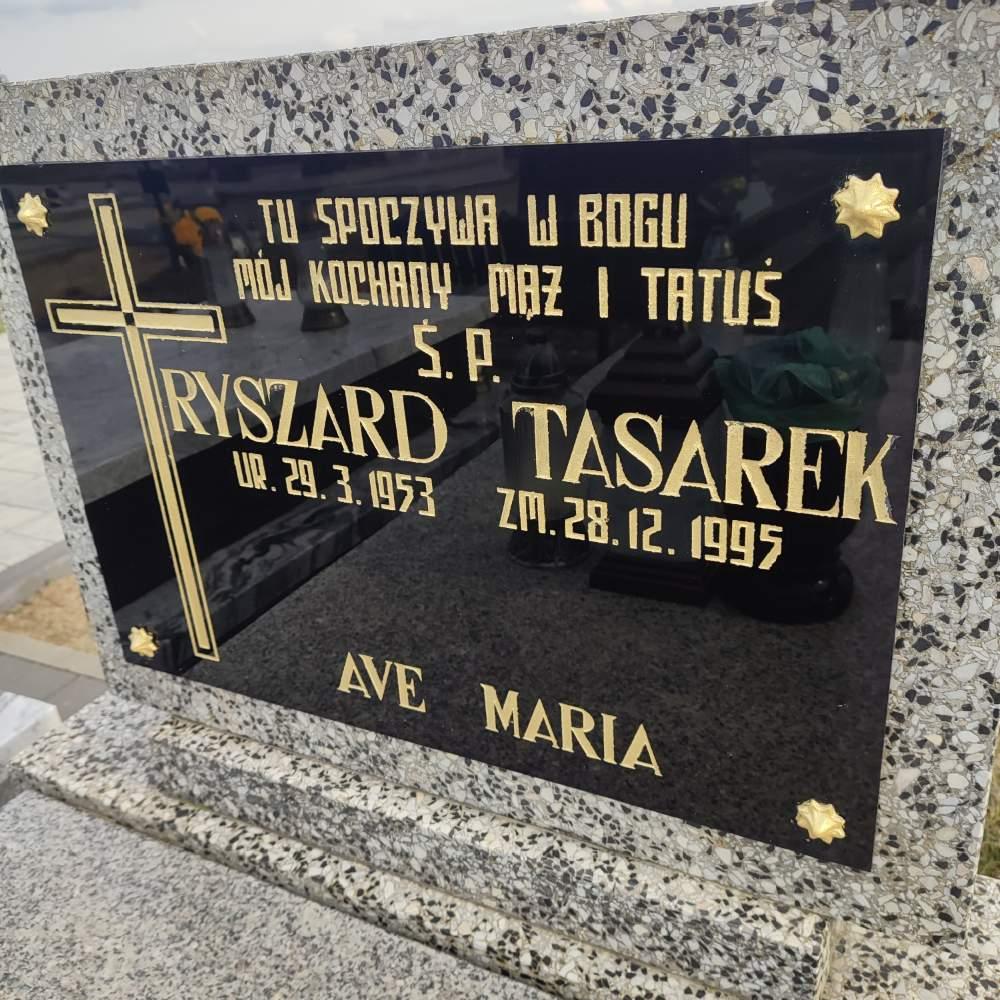 TU SPOCZYWA W BOGU
MÓJ KOCHANY MĄŻ I TATUŚ
Ś. P.
RYSZARD TASAREK
UR. 29. 3. 1953 ZM. 28. 12. 1995
AVE MARIA